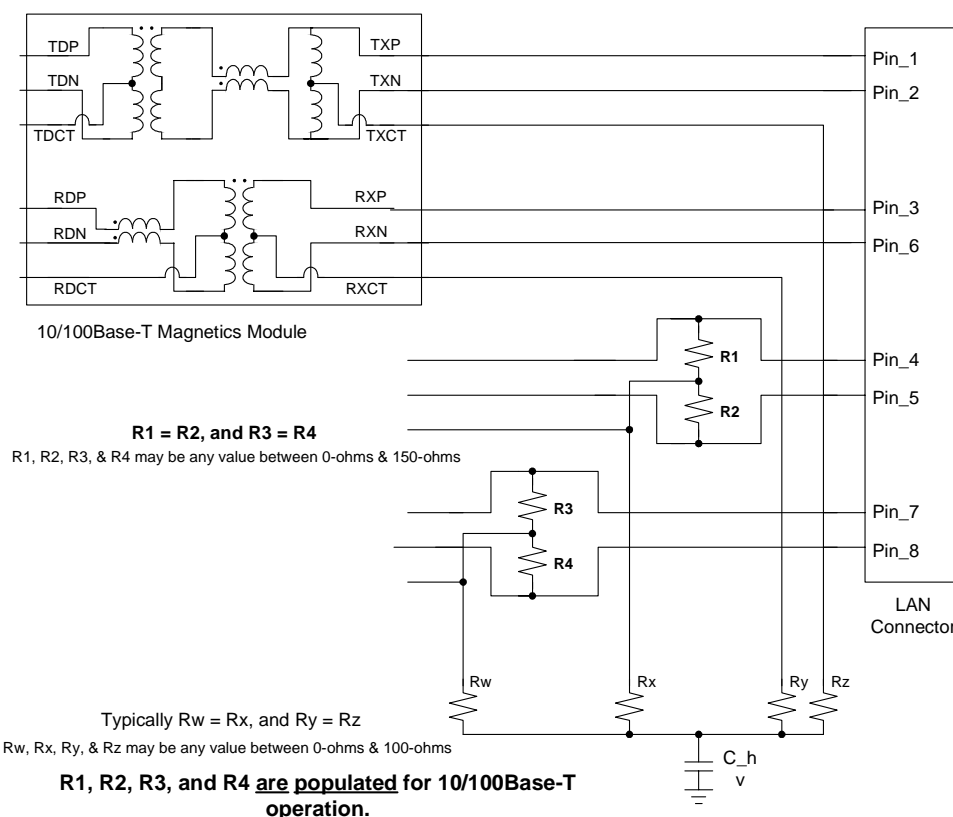 TDP
TXP
Pin_1
TDN
TXN
Pin_2
TDCT
TXCT
RDP
RXP
Pin_3
RDN
RXN
Pin_6
RDCT
RXCT
10/100Base-T Magnetics Module
R1
Pin_4
R2
Pin_5
R1 = R2, and R3 = R4
R1, R2, R3, & R4 may be any value between 0-ohms & 150-ohms
R3
Pin_7
R4
Pin_8
LAN
Connector
Rw
Rx
Ry
Rz
Typically Rw = Rx, and Ry = Rz
Rw, Rx, Ry, & Rz may be any value between 0-ohms & 100-ohms
C_h
v
R1, R2, R3, and R4 are populated for 10/100Base-T
operation.